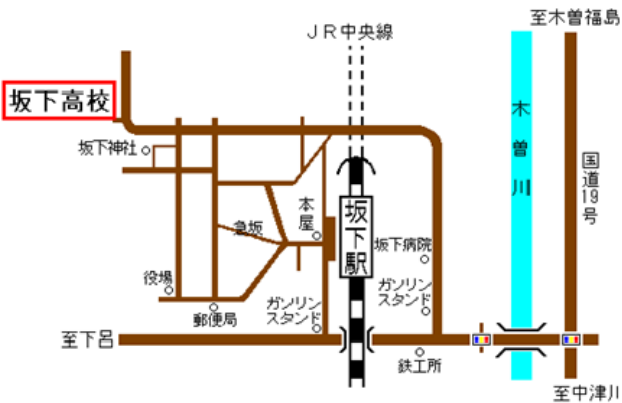 至木曽福島
JR中央線
坂下高校
木曽川
坂下神社
国道19号
本屋
坂下駅
急坂
坂下病院
役場
ガソリン
スタンド
ガソリン
スタンド
郵便局
至下呂
鉄工所
至中津川